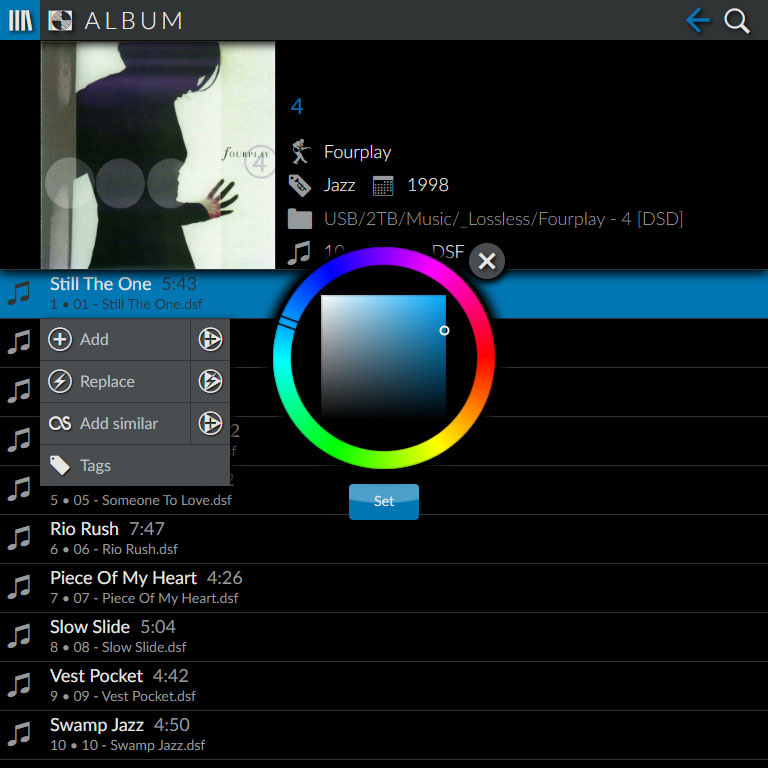 ALBUM
fOURPLAY
4
4
Fourplay
Jazz 1998
USB/2TB/Music/_Lossless/Fourplay - 4 [DSD]
10 DSF
Still The One 5:43
1 • 01 - Still The One.dsf
Add
Replace
Add similar
Tags
5 • 05 - Someone To Love.dsf
Set
Rio Rush 7:47
6 • 06 - Rio Rush.dsf
Piece Of My Heart 4:26
7 • 07 - Piece Of My Heart.dsf
Slow Slide 5:04
8 • 08 - Slow Slide.dsf
Vest Pocket 4:42
9 • 09 - Vest Pocket.dsf
Swamp Jazz 4:50
10 • 10 - Swamp Jazz.dsf